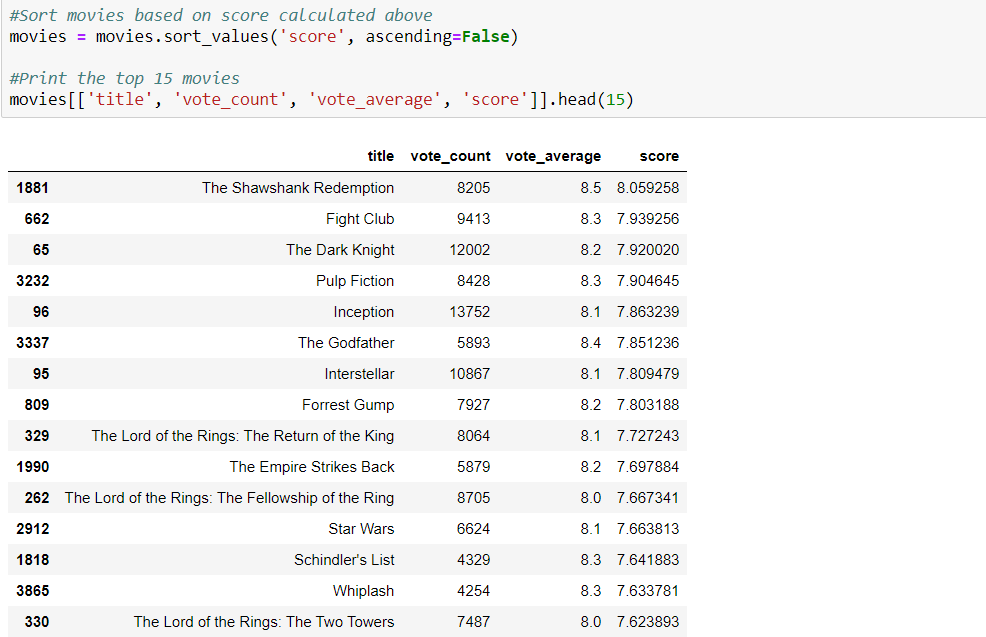 #Sort movies based on score calculated above
movies = movies.sort_values('score', ascending=False)
#Print the top 15 movies
movies[['title', 'vote_count', 'vote_average', 'score']].head(15)
title vote_count vote_average score
1881 The Shawshank Redemption 8205 8.5 8.059258
662 Fight Club 9413 8.3 7.939256
65 The Dark Knight 12002 8.2 7.920020
3232 Pulp Fiction 8428 8.3 7.904645
96 Inception 13752 8.1 7.863239
3337 The Godfather 5893 8.4 7.851236
95 Interstellar 10867 8.1 7.809479
809 Forrest Gump 7927 8.2 7.803188
329 The Lord of the Rings: The Return of the King 8064 8.1 7.727243
1990 The Empire Strikes Back 5879 8.2 7.697884
262 The Lord of the Rings: The Fellowship of the Ring 8705 8.0 7.667341
2912 Star Wars 6624 8.1 7.663813
1818 Schindler's List 4329 8.3 7.641883
3865 Whiplash 4254 8.3 7.633781
330 The Lord of the Rings: The Two Towers 7487 8.0 7.623893